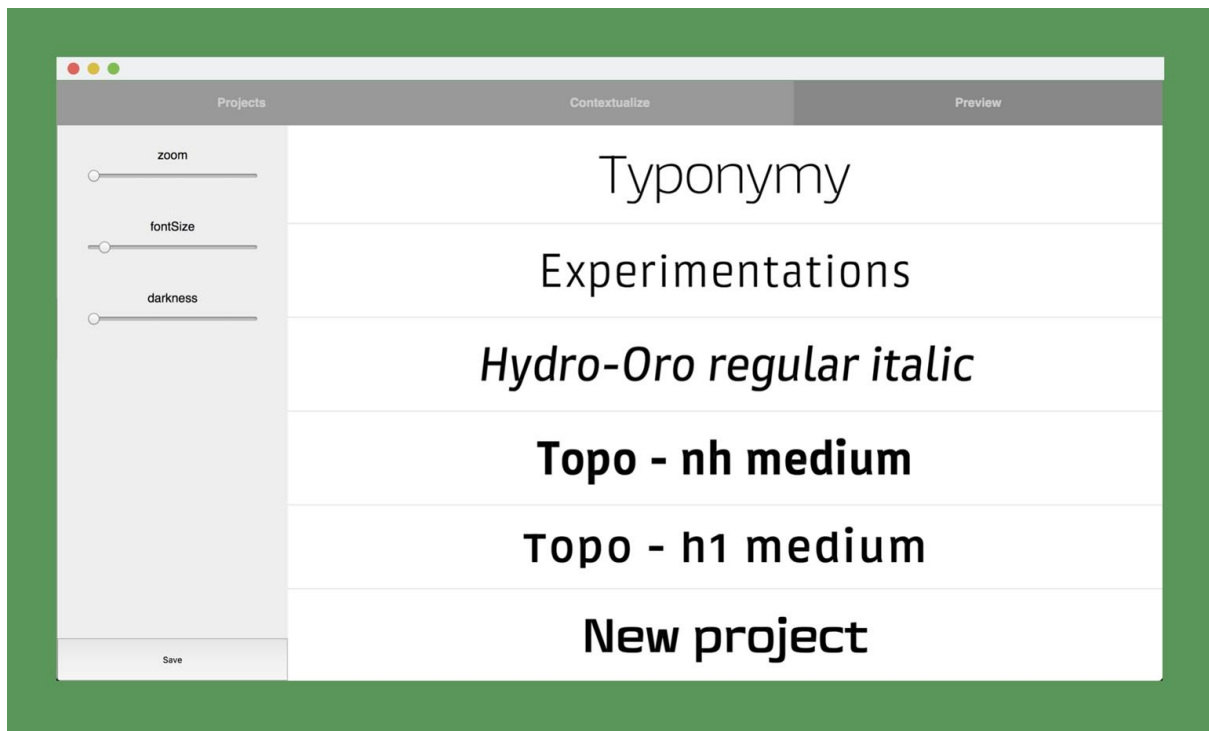 Projects Contextualize Preview
zoom
fontSize
darkness
Save
Typonymy
Experimentations
Hydro-Oro regular italic
Topo - nh medium
Topo - h1 medium
New project